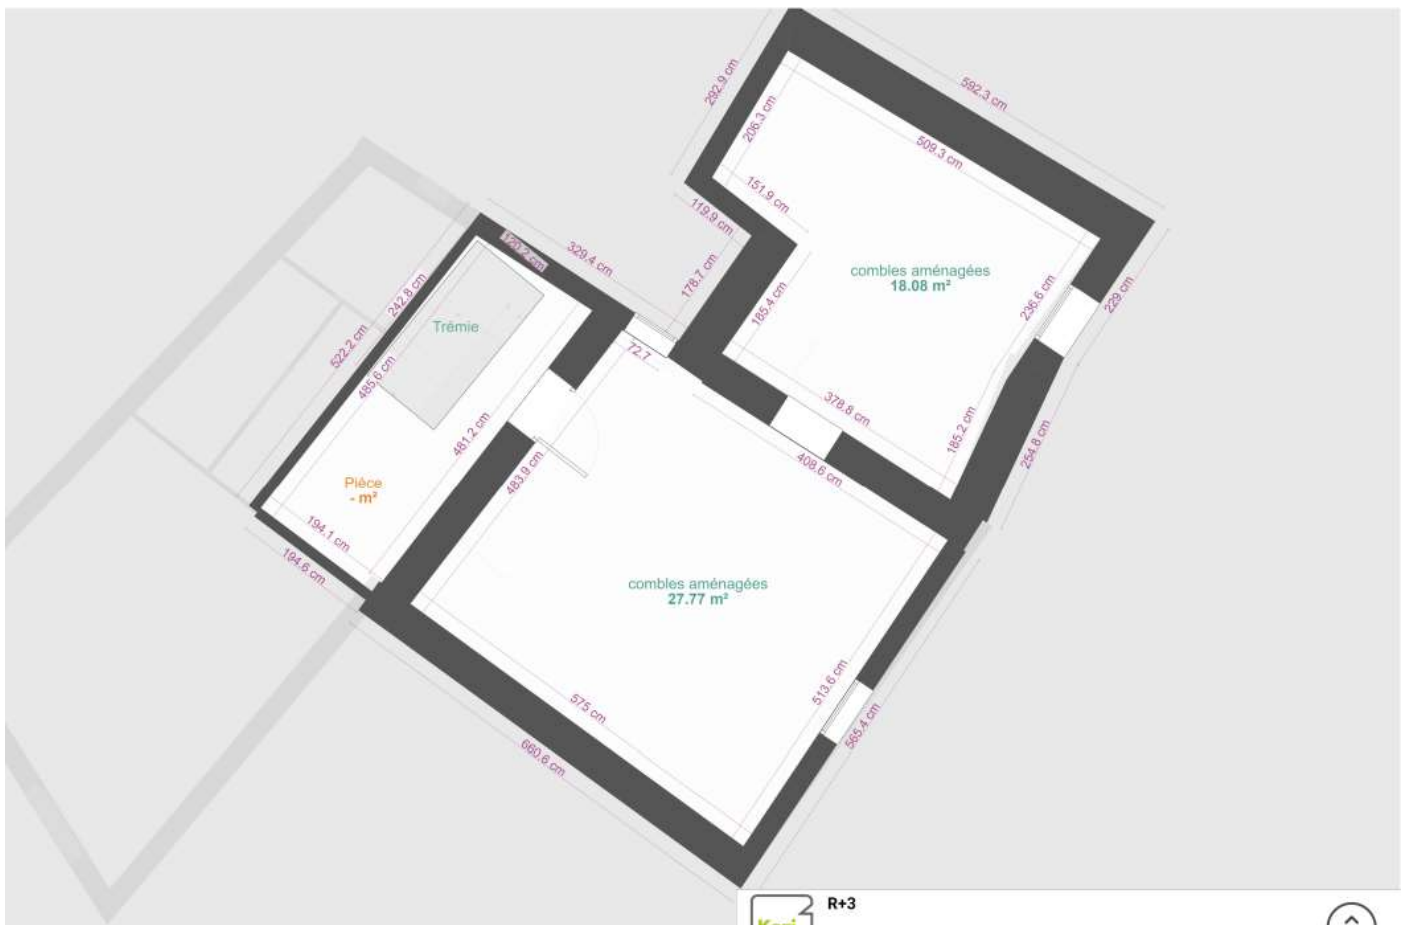 592.3 cm
292.9 cm
206.3 cm
509.3 cm
151.9 cm
119.9 cm
120.2 cm
329.4 cm
178.7 cm
combles aménagées
18.08 m²
236.6 cm
229 cm
242.8 cm
185.4 cm
Trémie
522.2 cm
72.7
485.6 cm
378.8 cm
481.2 cm
185.2 cm
254.8 cm
408.6 cm
483.9 cm
Pièce
- m²
194.1 cm
194.6 cm
combles aménagées
27.77 m²
513.6 cm
575 cm
565.4 cm
660.6 cm
R+3